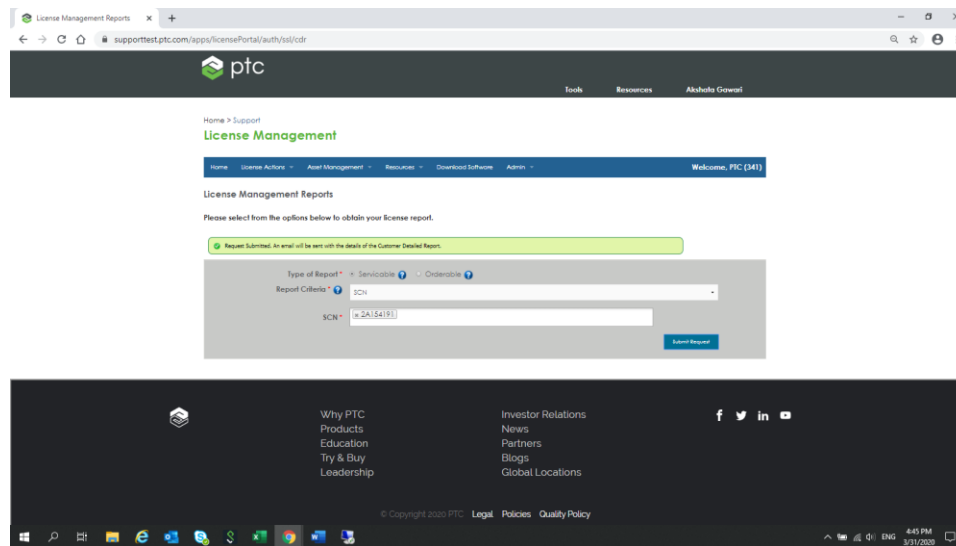 License Management Reports
supporttest.ptc.com/apps/licensePortal/auth/ssl/cdr
ptc
Tools Resources Akshata Gawari
Home > Support
License Management
Home License Actions Asset Management Resources Download Software Admin Welcome, PTC (341)
License Management Reports
Please select from the options below to obtain your license report.
Request Submitted. An email will be sent with the details of the Customer Detailed Report.
Type of Report* Servicable Orderable
Report Criteria* SCN
SCN* x 2A154191
Submit Request
Why PTC Investor Relations
Products News
Education Partners
Try & Buy Blogs
Leadership Global Locations
© Copyright 2020 PTC Legal Policies Quality Policy
ENG 4:45 PM
3/31/2020